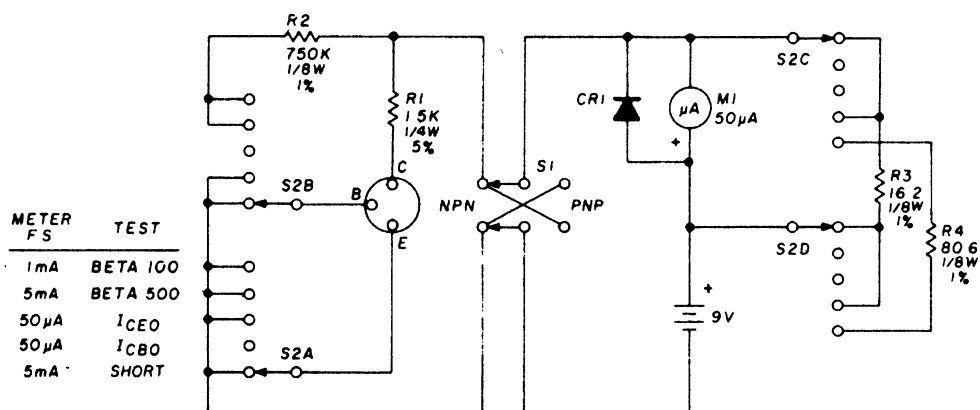 R2
750K
1/8W
1%
R1
1 5K
1/4W
5%
C
B
E
S2B
S2A
NPN
S1
PNP
CR1
μA
M1
50μA
+
S2C
S2D
R3
16 2
1/8W
1%
R4
80 6
1/8W
1%
+
9V
METER FS TEST
1mA BETA 100
5mA BETA 500
50μA ICEO
50μA ICBO
5mA SHORT